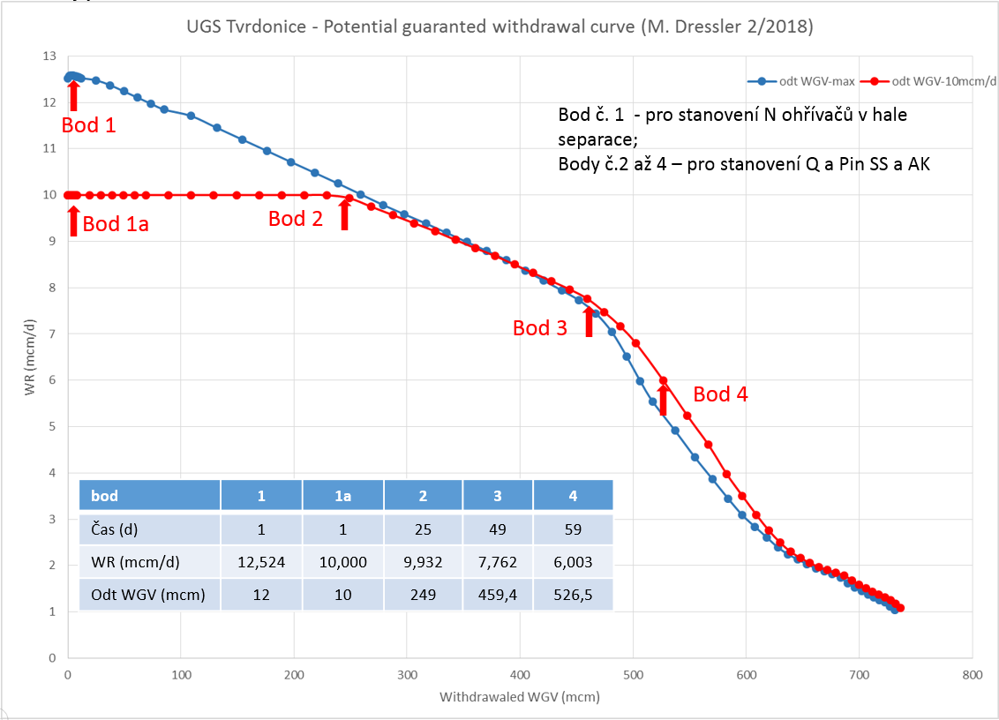 UGS Tvrdonice - Potential guaranted withdrawal curve (M. Dressler 2/2018)
odt WGV-max
odt WGV-10mcm/d
Bod č. 1 - pro stanovení N ohřívačů v hale
separace;
Body č.2 až 4 – pro stanovení Q a Pin SS a AK
Bod 1
Bod 1a
Bod 2
Bod 3
Bod 4
WR (mcm/d)
13
12
11
10
9
8
7
6
5
4
3
2
1
0
bod 1 1a 2 3 4
Čas (d) 1 1 25 49 59
WR (mcm/d) 12,524 10,000 9,932 7,762 6,003
Odt WGV (mcm) 12 10 249 459,4 526,5
0 100 200 300 400 500 600 700 800
Withdrawaled WGV (mcm)